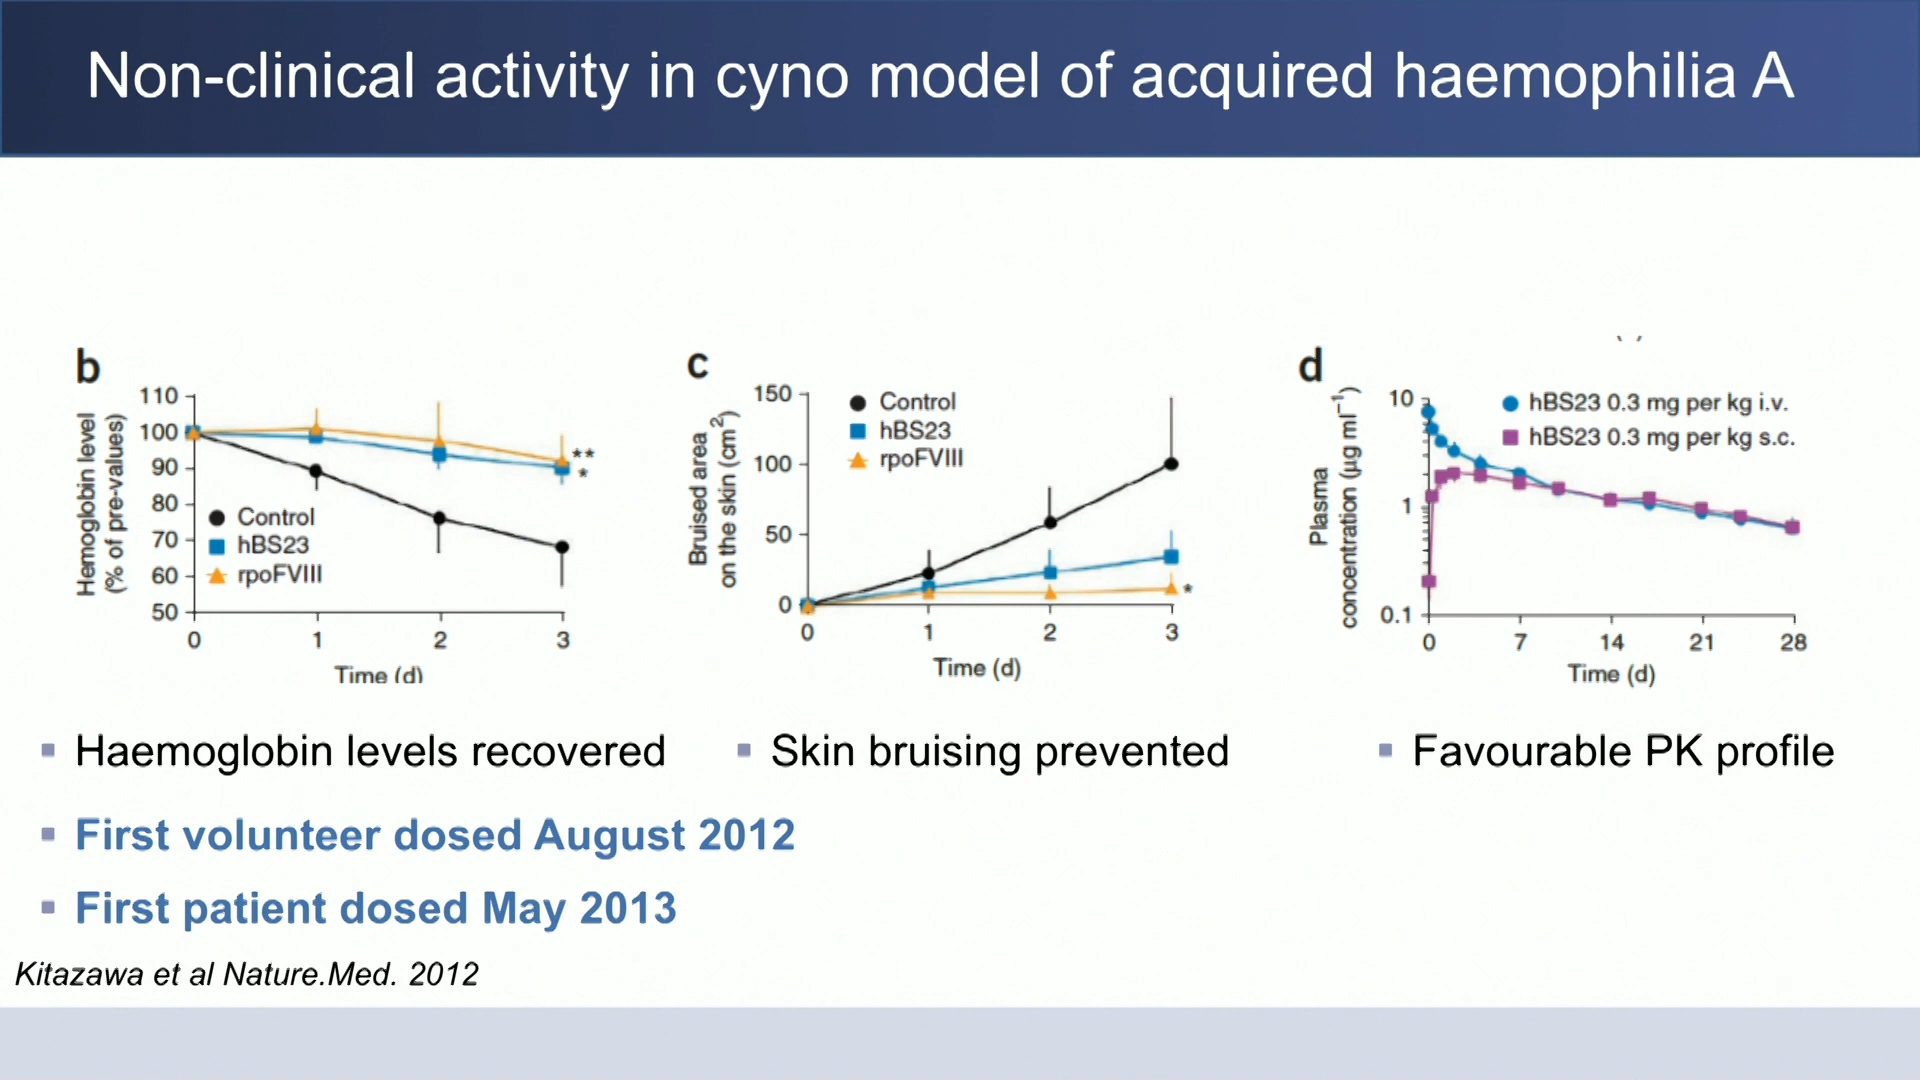 Non-clinical activity in cyno model of acquired haemophilia A
b
Hemoglobin level
(% of pre-values)
110
100
90
80
70
60
50
Control
hBS23
rpoFVIII
**
*
0 1 2 3
Time (d)
c
Bruised area
on the skin (cm²)
150
100
50
0
Control
hBS23
rpoFVIII
*
0 1 2 3
Time (d)
d
Plasma
concentration (µg ml⁻¹)
10
1
0.1
hBS23 0.3 mg per kg i.v.
hBS23 0.3 mg per kg s.c.
0 7 14 21 28
Time (d)
Haemoglobin levels recovered
Skin bruising prevented
Favourable PK profile
First volunteer dosed August 2012
First patient dosed May 2013
Kitazawa et al Nature.Med. 2012